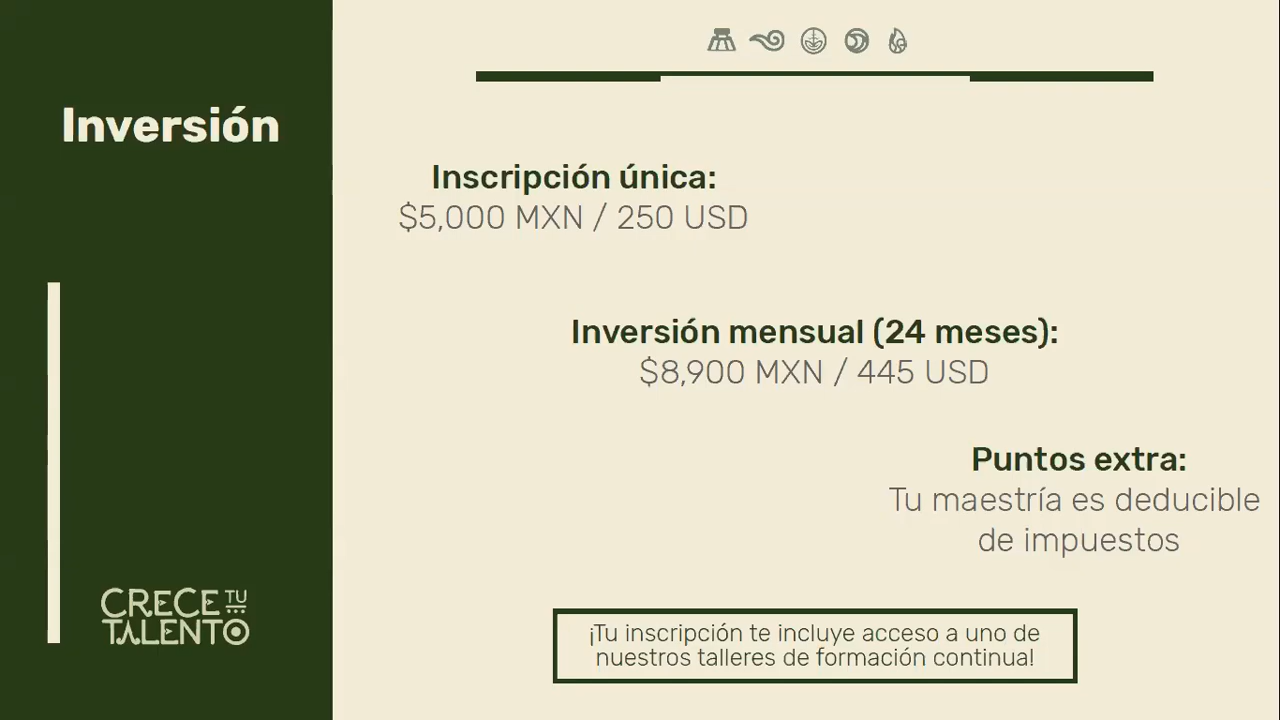 Inversión
Inscripción única:
$5,000 MXN / 250 USD
Inversión mensual (24 meses):
$8,900 MXN / 445 USD
Puntos extra:
Tu maestría es deducible
de impuestos
¡Tu inscripción te incluye acceso a uno de
nuestros talleres de formación continua!
CRECE TU
TALENTO